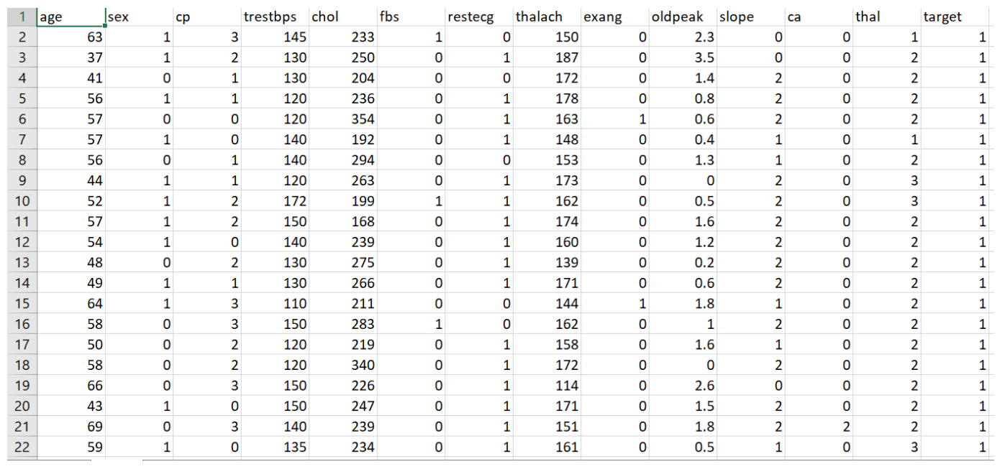 1 age sex cp trestbps chol fbs restecg thalach exang oldpeak slope ca thal target
2 63 1 3 145 233 1 0 150 0 2.3 0 0 1 1
3 37 1 2 130 250 0 1 187 0 3.5 0 0 2 1
4 41 0 1 130 204 0 0 172 0 1.4 2 0 2 1
5 56 1 1 120 236 0 1 178 0 0.8 2 0 2 1
6 57 0 0 120 354 0 1 163 1 0.6 2 0 2 1
7 57 1 0 140 192 0 1 148 0 0.4 1 0 1 1
8 56 0 1 140 294 0 0 153 0 1.3 1 0 2 1
9 44 1 1 120 263 0 1 173 0 0 2 0 3 1
10 52 1 2 172 199 1 1 162 0 0.5 2 0 3 1
11 57 1 2 150 168 0 1 174 0 1.6 2 0 2 1
12 54 1 0 140 239 0 1 160 0 1.2 2 0 2 1
13 48 0 2 130 275 0 1 139 0 0.2 2 0 2 1
14 49 1 1 130 266 0 1 171 0 0.6 2 0 2 1
15 64 1 3 110 211 0 0 144 1 1.8 1 0 2 1
16 58 0 3 150 283 1 0 162 0 1 2 0 2 1
17 50 0 2 120 219 0 1 158 0 1.6 1 0 2 1
18 58 0 2 120 340 0 1 172 0 0 2 0 2 1
19 66 0 3 150 226 0 1 114 0 2.6 0 0 2 1
20 43 1 0 150 247 0 1 171 0 1.5 2 0 2 1
21 69 0 3 140 239 0 1 151 0 1.8 2 2 2 1
22 59 1 0 135 234 0 1 161 0 0.5 1 0 3 1